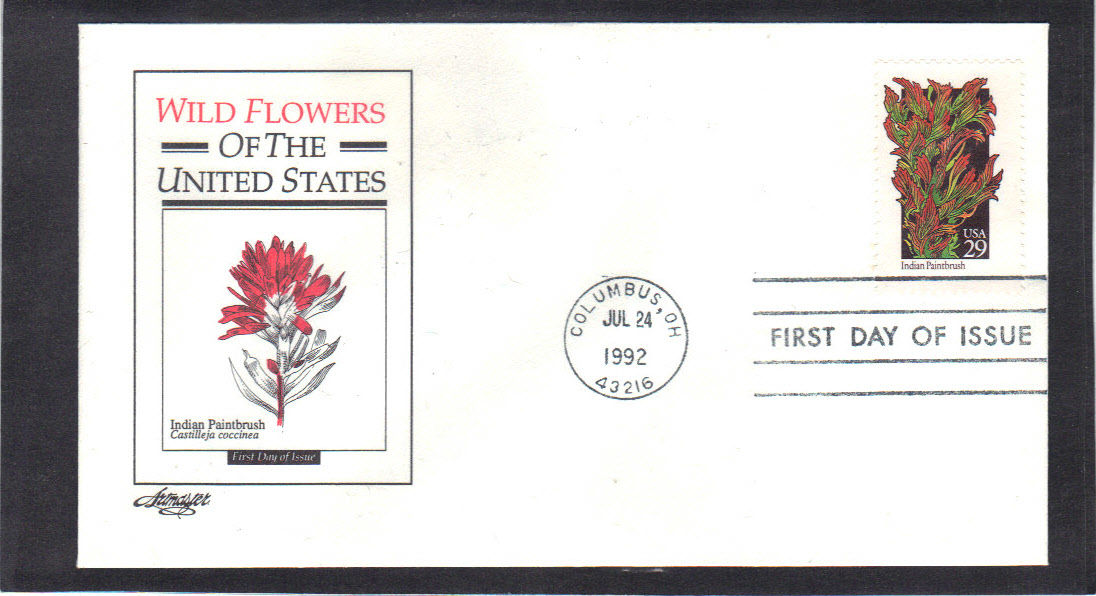 WILD FLOWERS
OF THE
UNITED STATES
Indian Paintbrush
Castilleja coccinea
First Day of Issue
Artmaster
USA
29
Indian Paintbrush
COLUMBUS, OH
JUL 24
1992
43216
FIRST DAY OF ISSUE